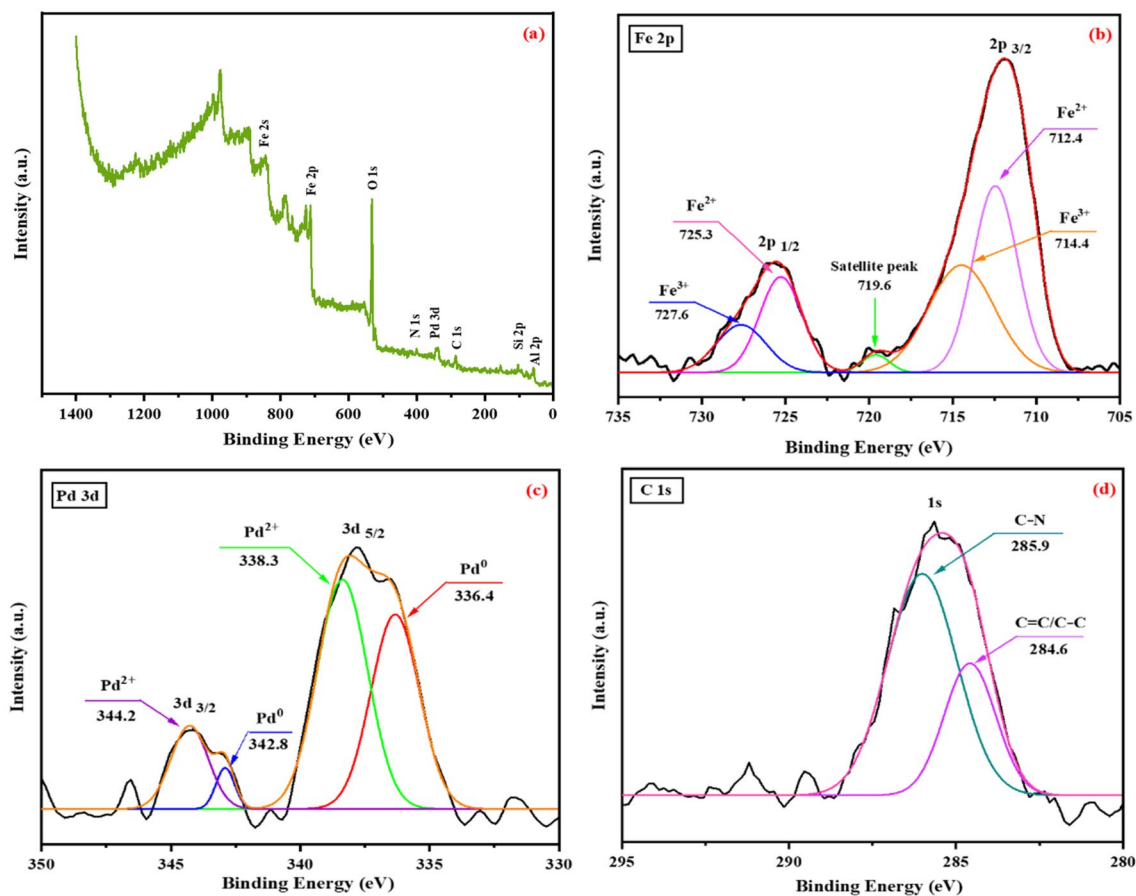 (a)
Fe 2s
Fe 2p
O 1s
N 1s
Pd 3d
C 1s
Si 2p
Al 2p
Intensity (a.u.)
1400 1200 1000 800 600 400 200 0
Binding Energy (eV)
Fe 2p
(b)
2p 3/2
Fe2+
712.4
Fe3+
714.4
Fe2+
725.3
2p 1/2
Satellite peak
719.6
Fe3+
727.6
Intensity (a.u.)
735 730 725 720 715 710 705
Binding Energy (eV)
Pd 3d
(c)
Pd2+
338.3
3d 5/2
Pd0
336.4
Pd2+
344.2
3d 3/2
Pd0
342.8
Intensity (a.u.)
350 345 340 335 330
Binding Energy (eV)
C 1s
(d)
1s
C-N
285.9
C=C/C-C
284.6
Intensity (a.u.)
295 290 285 280
Binding Energy (eV)